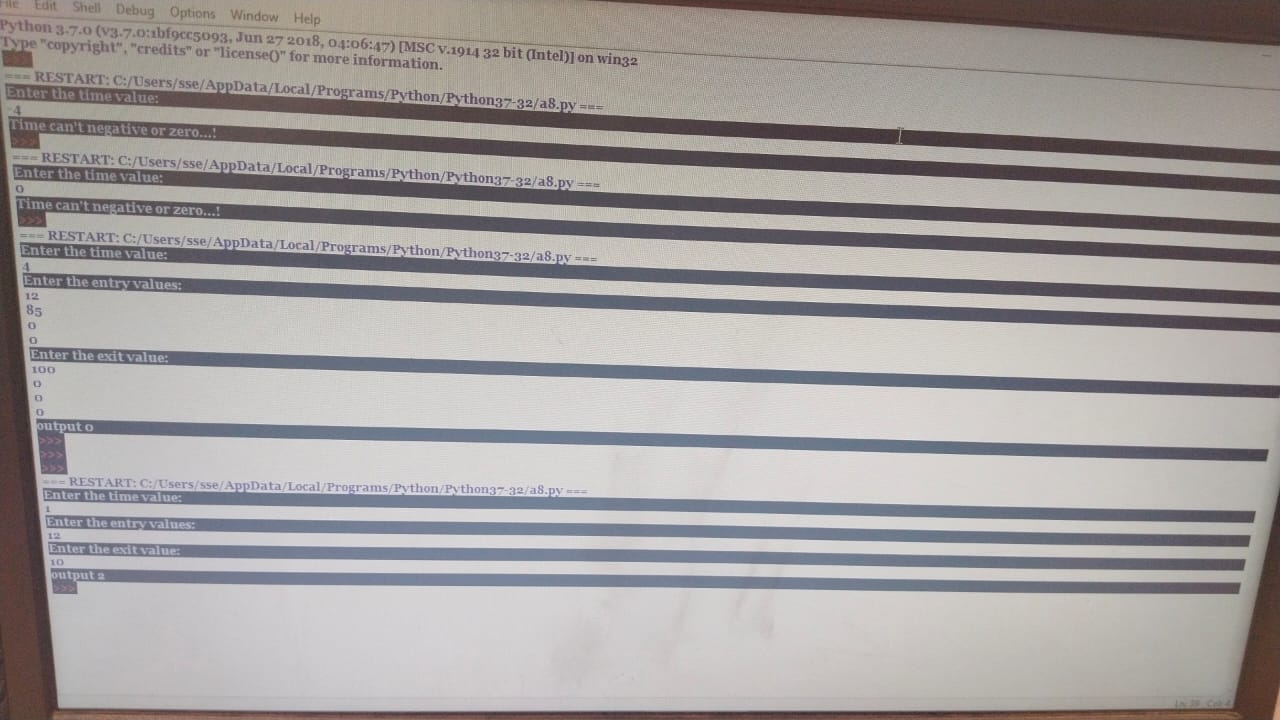 File Edit Shell Debug Options Window Help
Python 3.7.0 (v3.7.0:1bf9cc5093, Jun 27 2018, 04:06:47) [MSC v.1914 32 bit (Intel)] on win32
Type "copyright", "credits" or "license()" for more information.
>>>
=== RESTART: C:/Users/sse/AppData/Local/Programs/Python/Python37-32/a8.py ===
Enter the time value:
-4
Time can't negative or zero...!
>>>
=== RESTART: C:/Users/sse/AppData/Local/Programs/Python/Python37-32/a8.py ===
Enter the time value:
0
Time can't negative or zero...!
>>>
=== RESTART: C:/Users/sse/AppData/Local/Programs/Python/Python37-32/a8.py ===
Enter the time value:
4
Enter the entry values:
12
85
0
0
Enter the exit value:
100
0
0
0
output 0
>>>
>>>
>>>
=== RESTART: C:/Users/sse/AppData/Local/Programs/Python/Python37-32/a8.py ===
Enter the time value:
1
Enter the entry values:
12
Enter the exit value:
10
output 2
>>>
Ln: 39 Col: 4